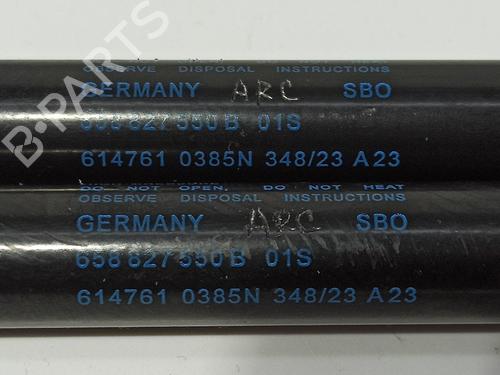 OBSERVE DISPOSAL INSTRUCTIONS
GERMANY ARC SBO
658 827 550 B 01S
614761 0385N 348/23 A23
DO NOT OPEN. DO NOT HEAT
OBSERVE DISPOSAL INSTRUCTIONS
GERMANY ARC SBO
658 827 550 B 01S
614761 0385N 348/23 A23
B-PARTS